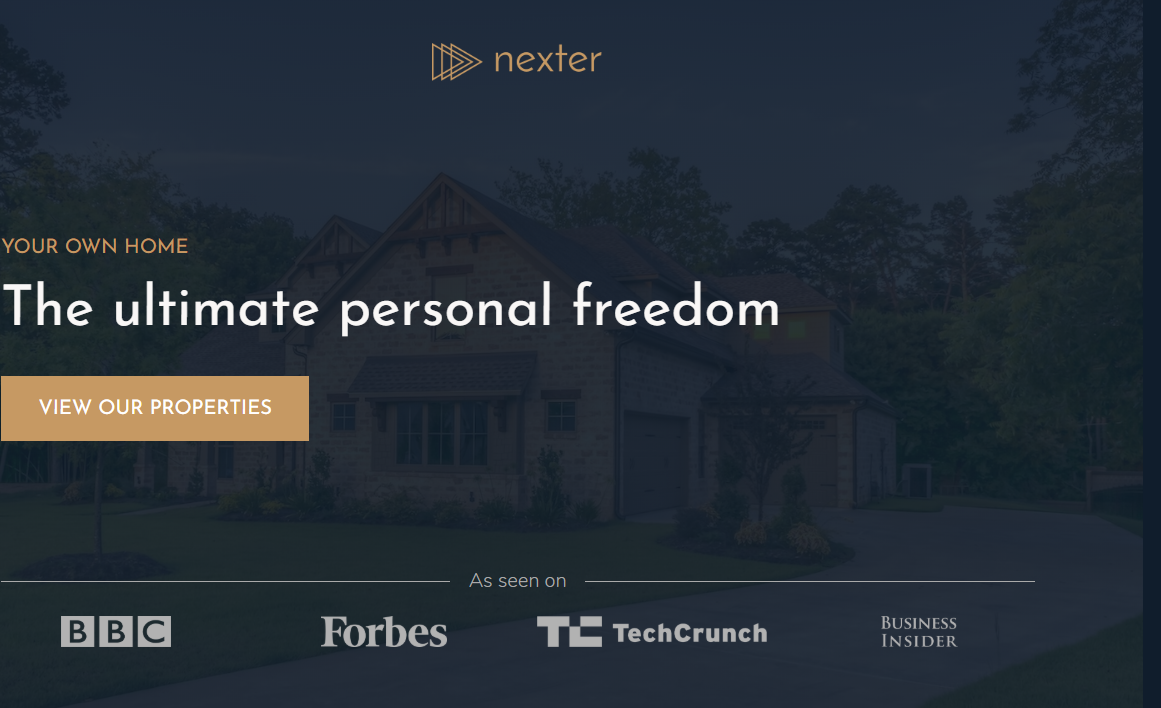 nexter
YOUR OWN HOME
The ultimate personal freedom
VIEW OUR PROPERTIES
As seen on
BBC
Forbes
TC TechCrunch
BUSINESS
INSIDER